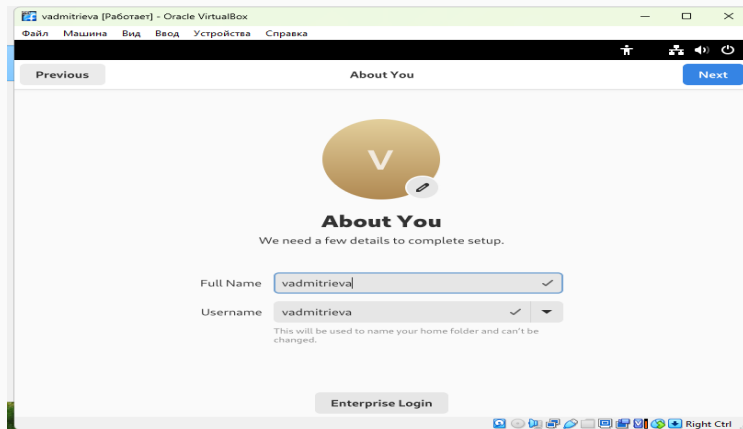 vadmitrieva [Работает] - Oracle VirtualBox
Файл Машина Вид Ввод Устройства Справка
Previous About You Next
V
About You
We need a few details to complete setup.
Full Name vadmitrieva
Username vadmitrieva
This will be used to name your home folder and can't be
changed.
Enterprise Login
Right Ctrl